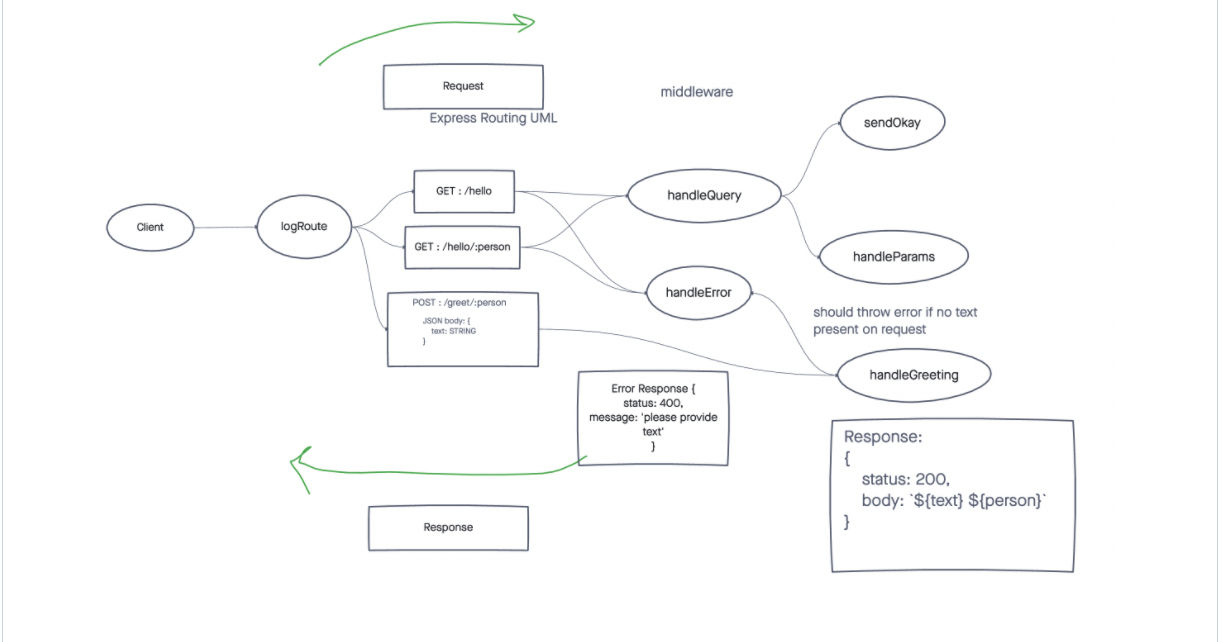 Request
Express Routing UML
middleware
sendOkay
GET : /hello
handleQuery
Client
logRoute
GET : /hello/:person
handleParams
handleError
POST : /greet/:person
JSON body: {
text: STRING
}
should throw error if no text
present on request
handleGreeting
Error Response {
status: 400,
message: 'please provide
text'
}
Response:
{
status: 200,
body: `${text} ${person}`
}
Response